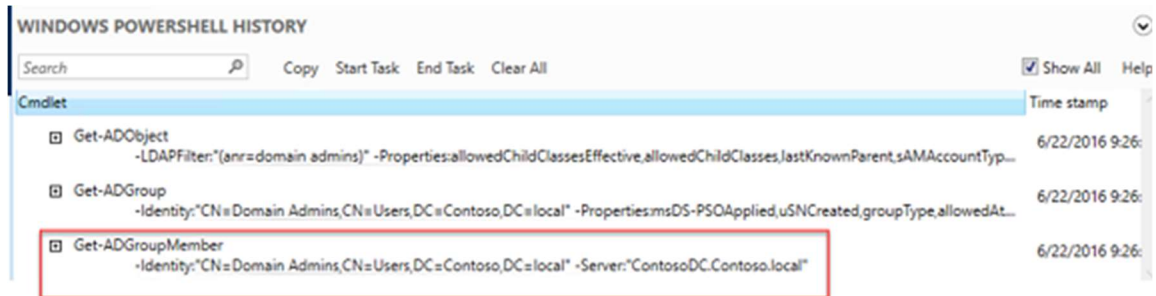 WINDOWS POWERSHELL HISTORY
Search Copy Start Task End Task Clear All Show All Help
Cmdlet Time stamp
Get-ADObject
-LDAPFilter:"(anr=domain admins)" -Properties:allowedChildClassesEffective,allowedChildClasses,lastKnownParent,sAMAccountTyp... 6/22/2016 9:26:
Get-ADGroup
-Identity:"CN=Domain Admins,CN=Users,DC=Contoso,DC=local" -Properties:msDS-PSOApplied,uSNCreated,groupType,allowedAt... 6/22/2016 9:26:
Get-ADGroupMember
-Identity:"CN=Domain Admins,CN=Users,DC=Contoso,DC=local" -Server:"ContosoDC.Contoso.local" 6/22/2016 9:26: